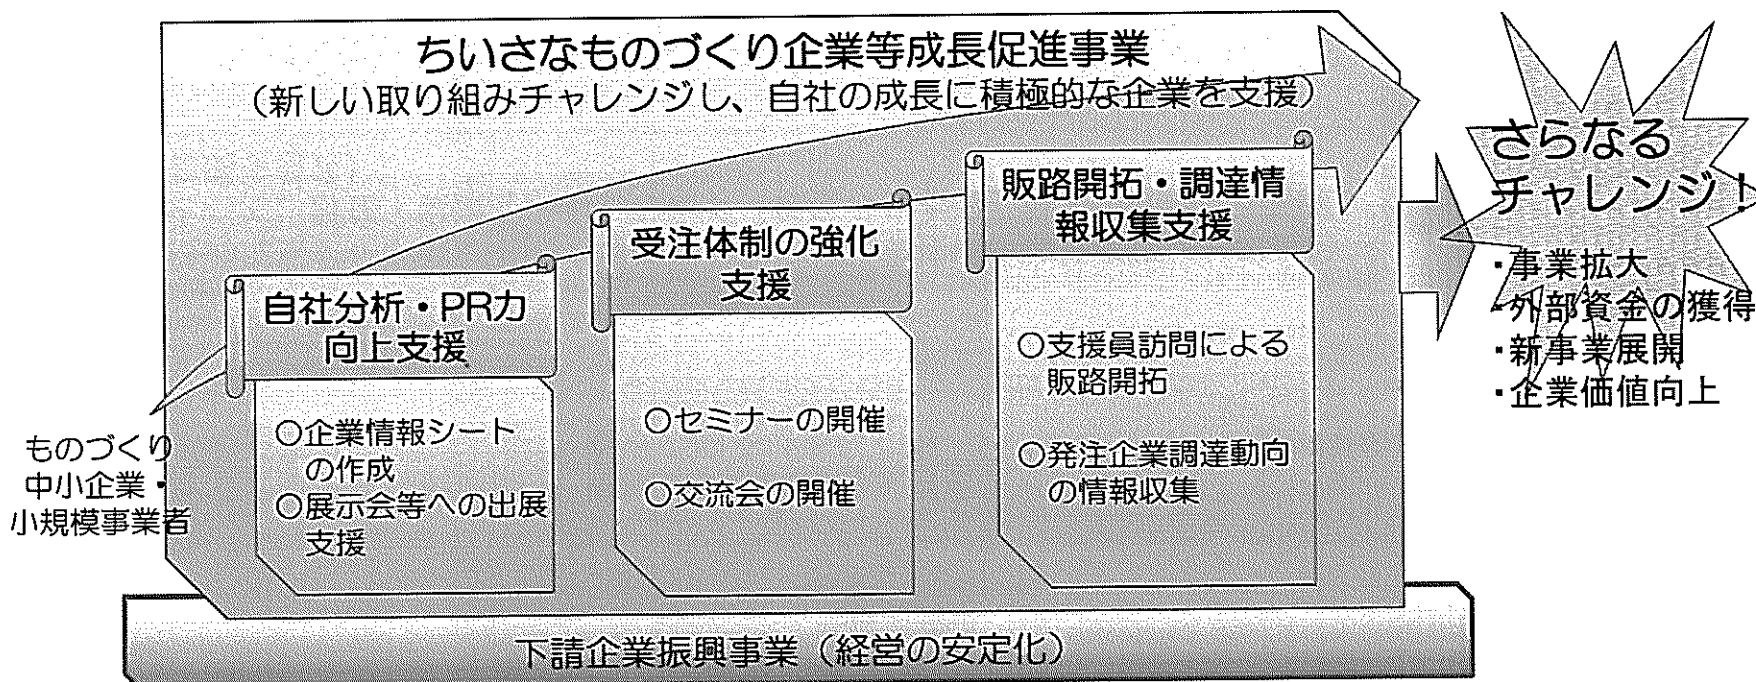 ちいさなものづくり企業等成長促進事業
（新しい取り組みチャレンジし、自社の成長に積極的な企業を支援）
ものづくり
中小企業・
小規模事業者
自社分析・PR力
向上支援
○企業情報シート
の作成
○展示会等への出展
支援
受注体制の強化
支援
○セミナーの開催
○交流会の開催
販路開拓・調達情
報収集支援
○支援員訪問による
販路開拓
○発注企業調達動向
の情報収集
さらなる
チャレンジ！
・事業拡大
・外部資金の獲得
・新事業展開
・企業価値向上
下請企業振興事業（経営の安定化）